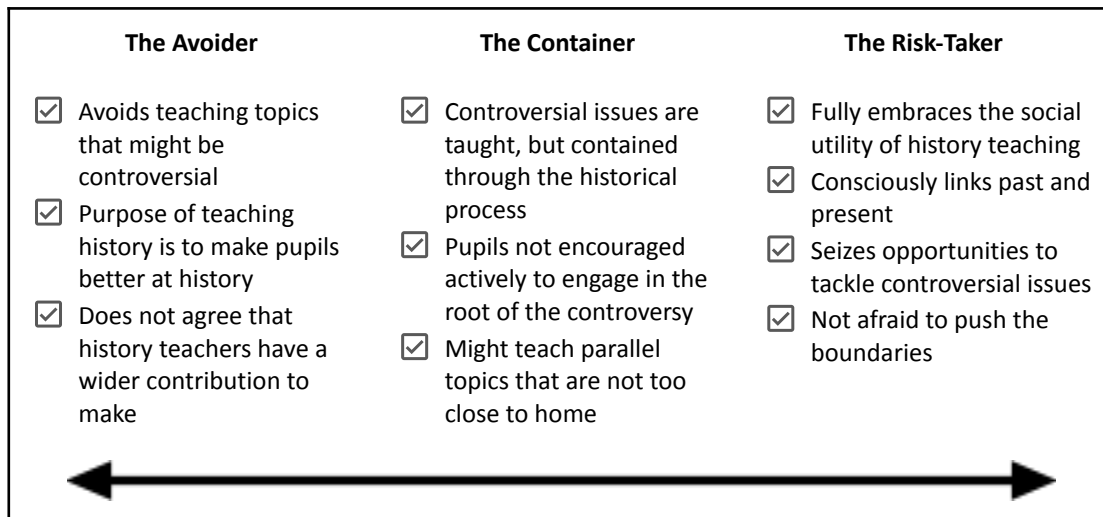 The Avoider
Avoids teaching topics
that might be
controversial
Purpose of teaching
history is to make pupils
better at history
Does not agree that
history teachers have a
wider contribution to
make
The Container
Controversial issues are
taught, but contained
through the historical
process
Pupils not encouraged
actively to engage in the
root of the controversy
Might teach parallel
topics that are not too
close to home
The Risk-Taker
Fully embraces the social
utility of history teaching
Consciously links past and
present
Seizes opportunities to
tackle controversial issues
Not afraid to push the
boundaries